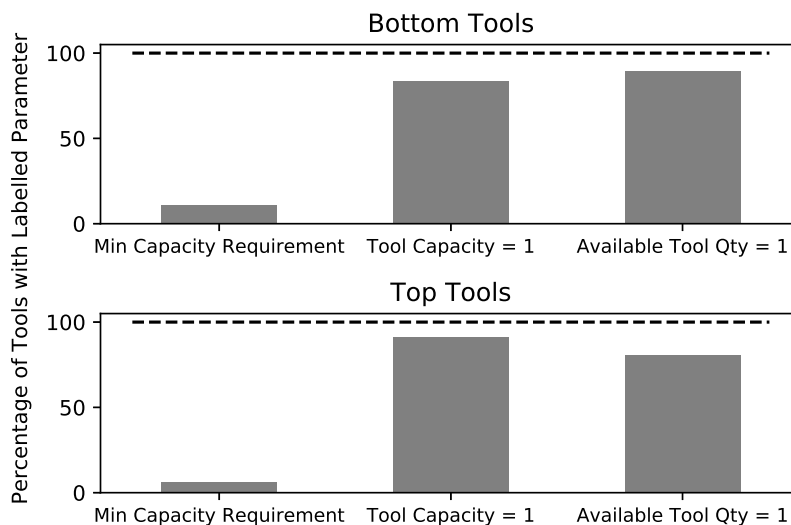 Percentage of Tools with Labelled Parameter
Bottom Tools
100
50
0
Min Capacity Requirement Tool Capacity = 1 Available Tool Qty = 1
Top Tools
100
50
0
Min Capacity Requirement Tool Capacity = 1 Available Tool Qty = 1